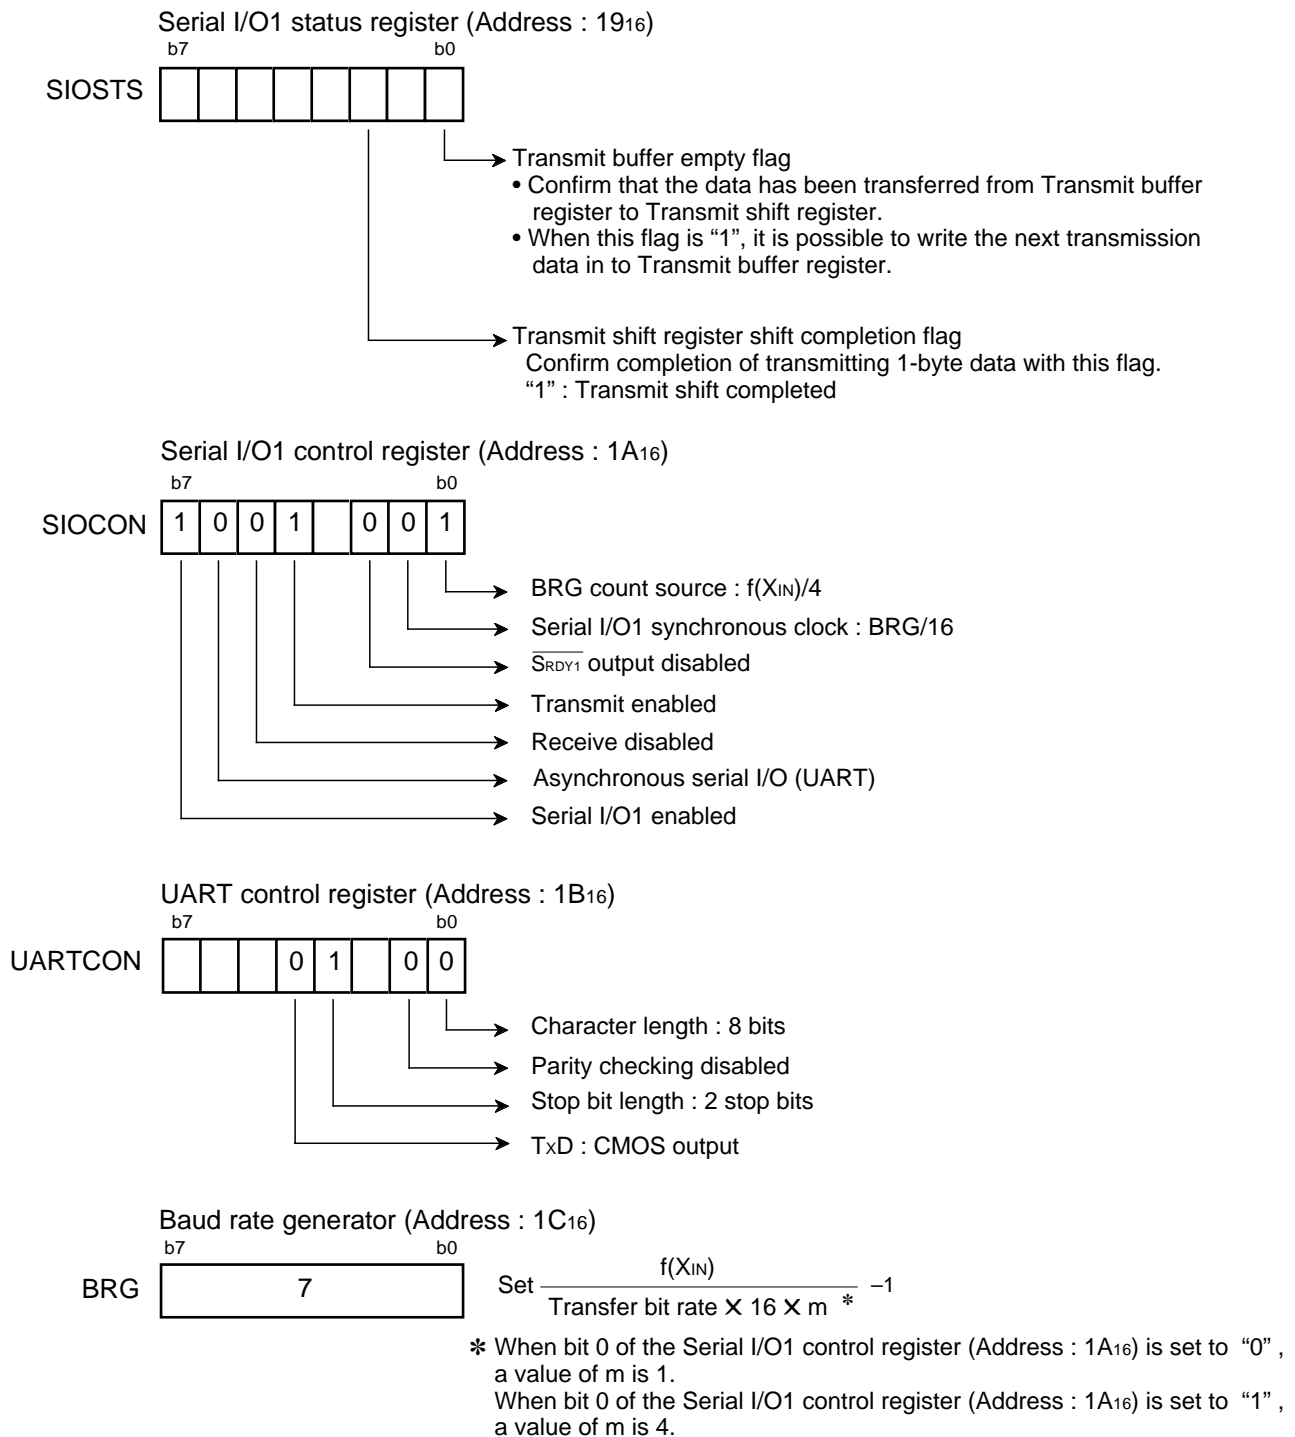 Serial I/O1 status register (Address : 1916)
b7 b0
SIOSTS
Transmit buffer empty flag
• Confirm that the data has been transferred from Transmit buffer
register to Transmit shift register.
• When this flag is “1”, it is possible to write the next transmission
data in to Transmit buffer register.
Transmit shift register shift completion flag
Confirm completion of transmitting 1-byte data with this flag.
“1” : Transmit shift completed
Serial I/O1 control register (Address : 1A16)
b7 b0
SIOCON 1 0 0 1 0 0 1
BRG count source : f(XIN)/4
Serial I/O1 synchronous clock : BRG/16
SRDY1 output disabled
Transmit enabled
Receive disabled
Asynchronous serial I/O (UART)
Serial I/O1 enabled
UART control register (Address : 1B16)
b7 b0
UARTCON 0 1 0 0
Character length : 8 bits
Parity checking disabled
Stop bit length : 2 stop bits
TxD : CMOS output
Baud rate generator (Address : 1C16)
b7 b0
BRG 7
f(XIN)
Set –1
Transfer bit rate ✕ 16 ✕ m ✻
✻ When bit 0 of the Serial I/O1 control register (Address : 1A16) is set to “0” ,
a value of m is 1.
When bit 0 of the Serial I/O1 control register (Address : 1A16) is set to “1” ,
a value of m is 4.